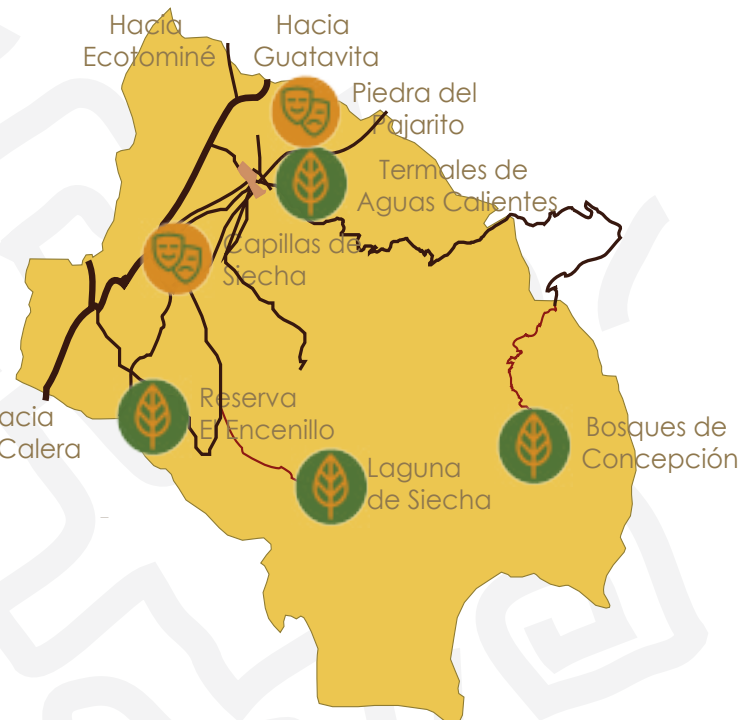 Hacia
Ecotominé
Hacia
Guatavita
Piedra del
Pajarito
Termales de
Aguas Calientes
Capillas de
Siecha
Reserva
El Encenillo
acia
Calera
Laguna
de Siecha
Bosques de
Concepción